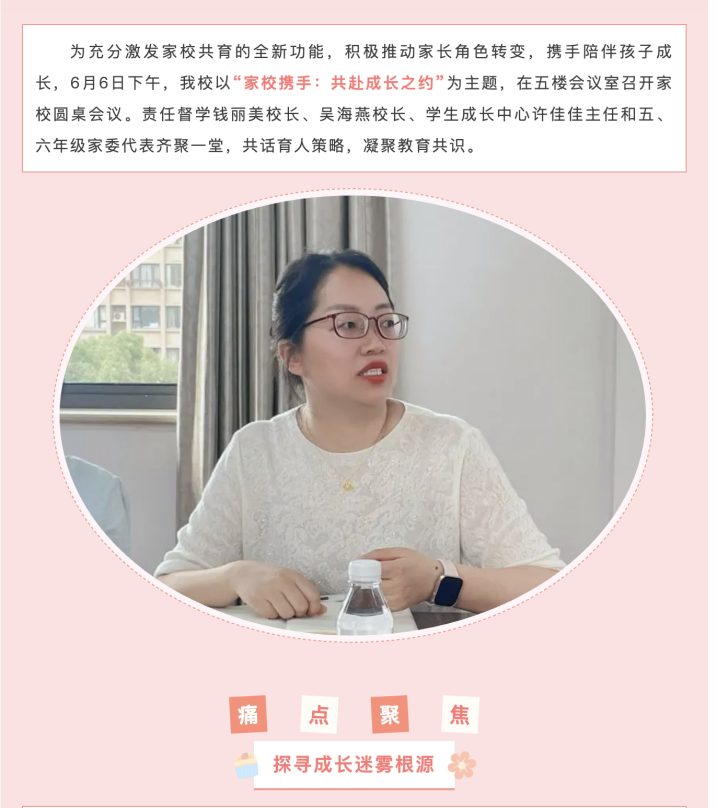 为充分激发家校共育的全新功能，积极推动家长角色转变，携手陪伴孩子成
长，6月6日下午，我校以“家校携手：共赴成长之约”为主题，在五楼会议室召开家
校圆桌会议。责任督学钱丽美校长、吴海燕校长、学生成长中心许佳佳主任和五、
六年级家委代表齐聚一堂，共话育人策略，凝聚教育共识。
痛点聚焦
探寻成长迷雾根源